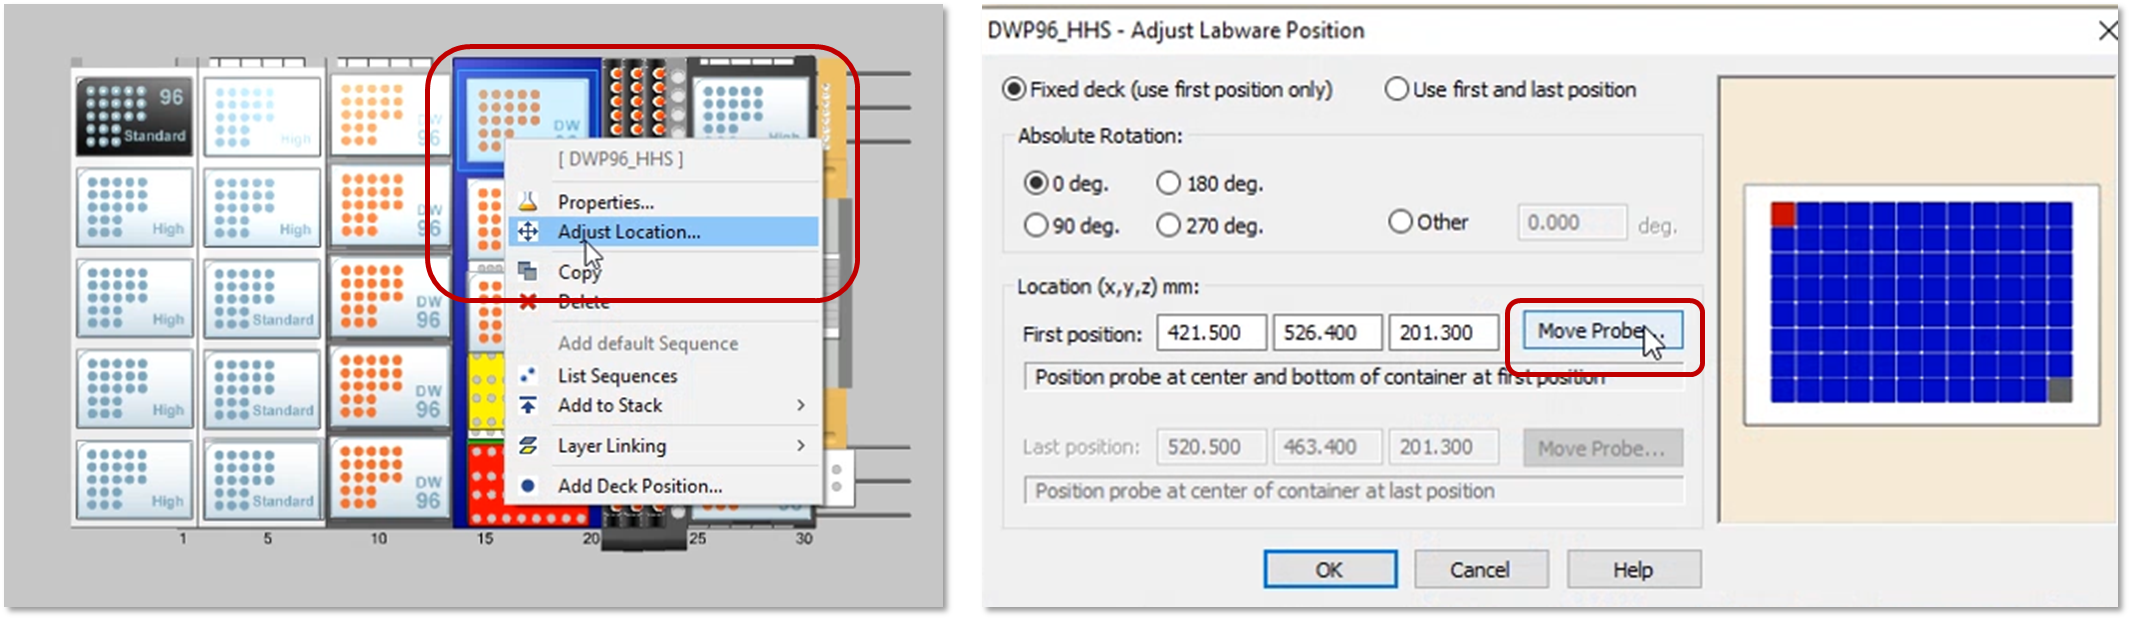 96
Standard
High
DW
96
DW
High
[ DWP96_HHS ]
High
High
DW
96
Properties...
Adjust Location...
Copy
Delete
High
Standard
DW
96
Add default Sequence
List Sequences
High
Standard
DW
96
Add to Stack
Layer Linking
High
Standard
DW
96
Add Deck Position...
96
1 5 10 15 20 25 30
DWP96_HHS - Adjust Labware Position
Fixed deck (use first position only) Use first and last position
Absolute Rotation:
0 deg. 180 deg.
90 deg. 270 deg. Other 0.000 deg.
Location (x,y,z) mm:
First position: 421.500 526.400 201.300 Move Probe...
Position probe at center and bottom of container at first position
Last position: 520.500 463.400 201.300 Move Probe...
Position probe at center of container at last position
OK Cancel Help